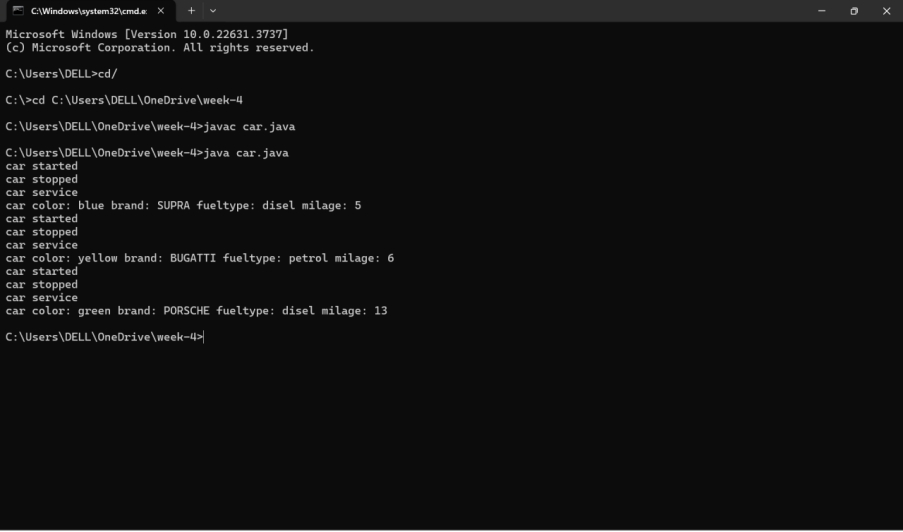 C:\Windows\system32\cmd.e:
Microsoft Windows [Version 10.0.22631.3737]
(c) Microsoft Corporation. All rights reserved.
C:\Users\DELL>cd/
C:\>cd C:\Users\DELL\OneDrive\week-4
C:\Users\DELL\OneDrive\week-4>javac car.java
C:\Users\DELL\OneDrive\week-4>java car.java
car started
car stopped
car service
car color: blue brand: SUPRA fueltype: disel milage: 5
car started
car stopped
car service
car color: yellow brand: BUGATTI fueltype: petrol milage: 6
car started
car stopped
car service
car color: green brand: PORSCHE fueltype: disel milage: 13
C:\Users\DELL\OneDrive\week-4>